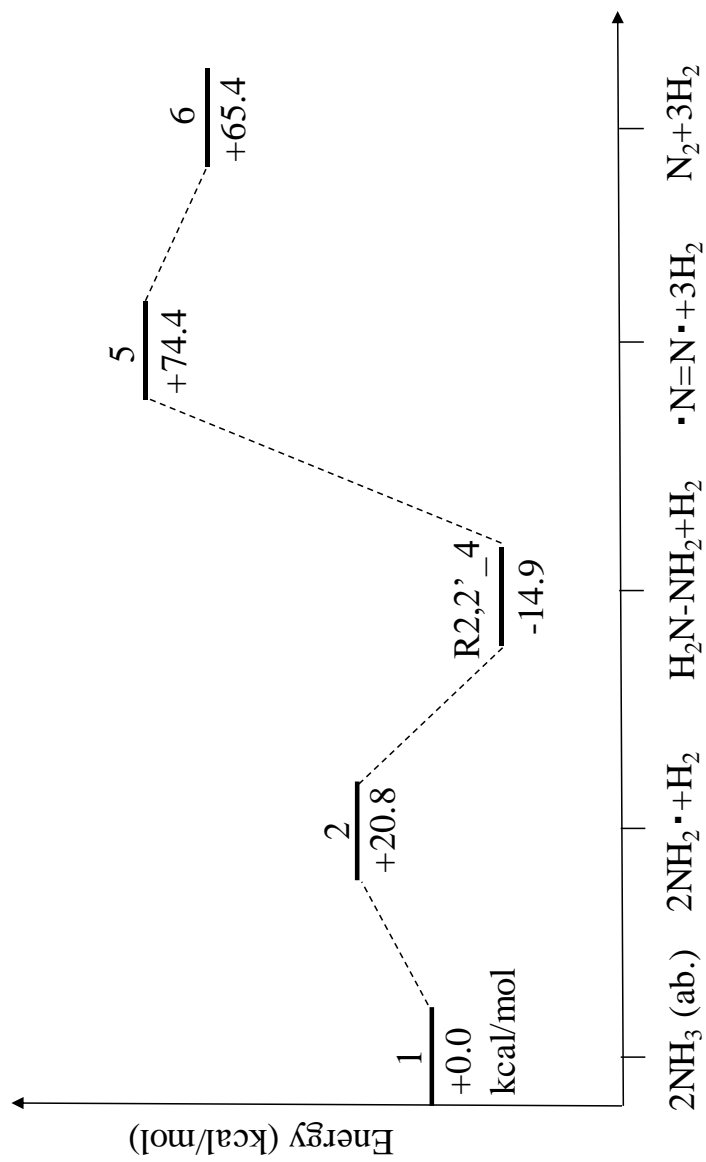 Energy (kcal/mol)
1
+0.0
kcal/mol
2
+20.8
R2,2’_4
-14.9
5
+74.4
6
+65.4
2NH₃ (ab.)
2NH₂·+H₂
H₂N-NH₂+H₂
·N=N·+3H₂
N₂+3H₂